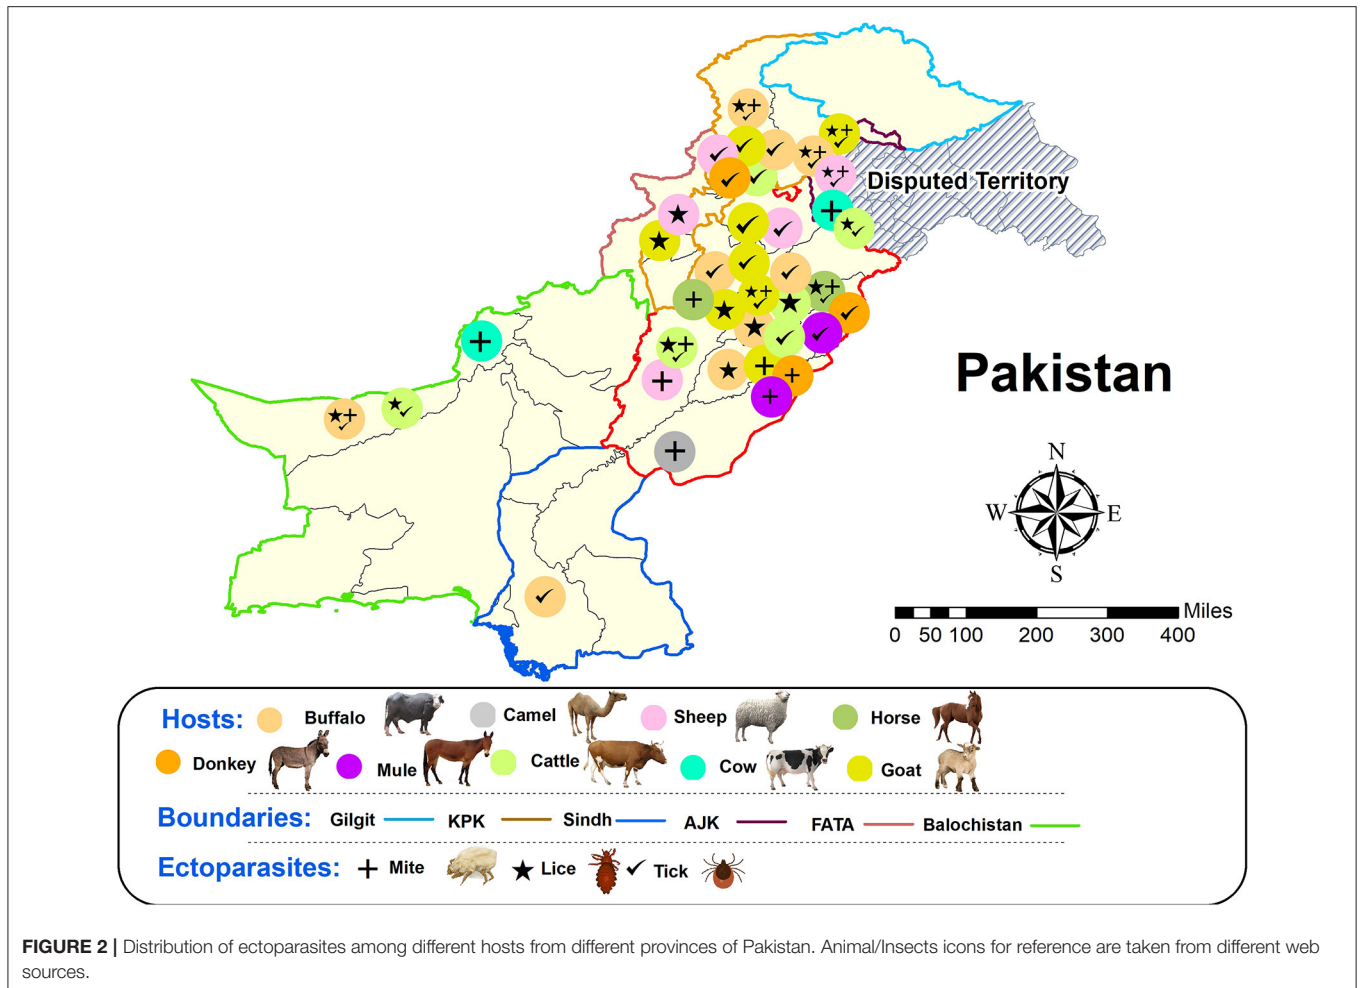 Disputed Territory
Pakistan
N
W E
S
Miles
0 50 100 200 300 400
Hosts: Buffalo Camel Sheep Horse
Donkey Mule Cattle Cow Goat
Boundaries: Gilgit KPK Sindh AJK FATA Balochistan
Ectoparasites: Mite Lice Tick
FIGURE 2 | Distribution of ectoparasites among different hosts from different provinces of Pakistan. Animal/Insects icons for reference are taken from different web
sources.